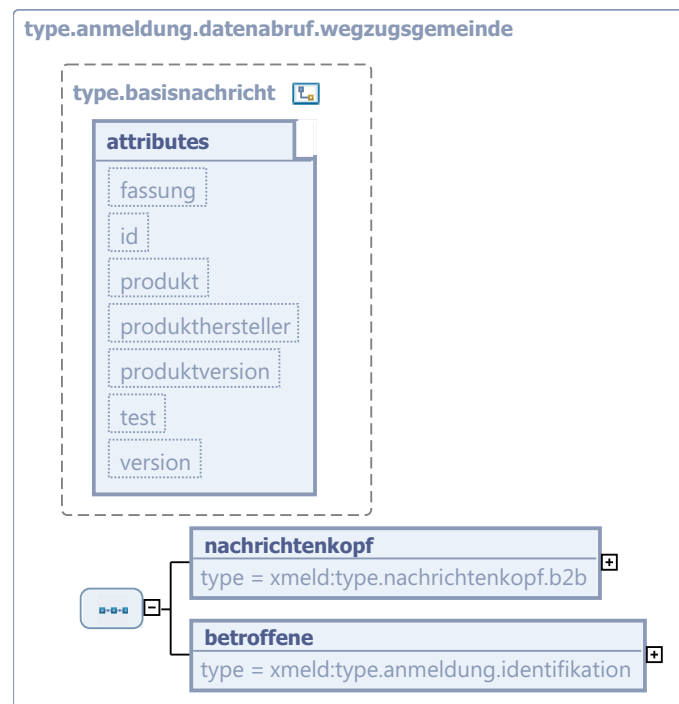 type.anmeldung.datenabruf.wegzugsgemeinde
type.basisnachricht
attributes
fassung
id
produkt
produkthersteller
produktversion
test
version
nachrichtenkopf
type = xmeld:type.nachrichtenkopf.b2b
betroffene
type = xmeld:type.anmeldung.identifikation